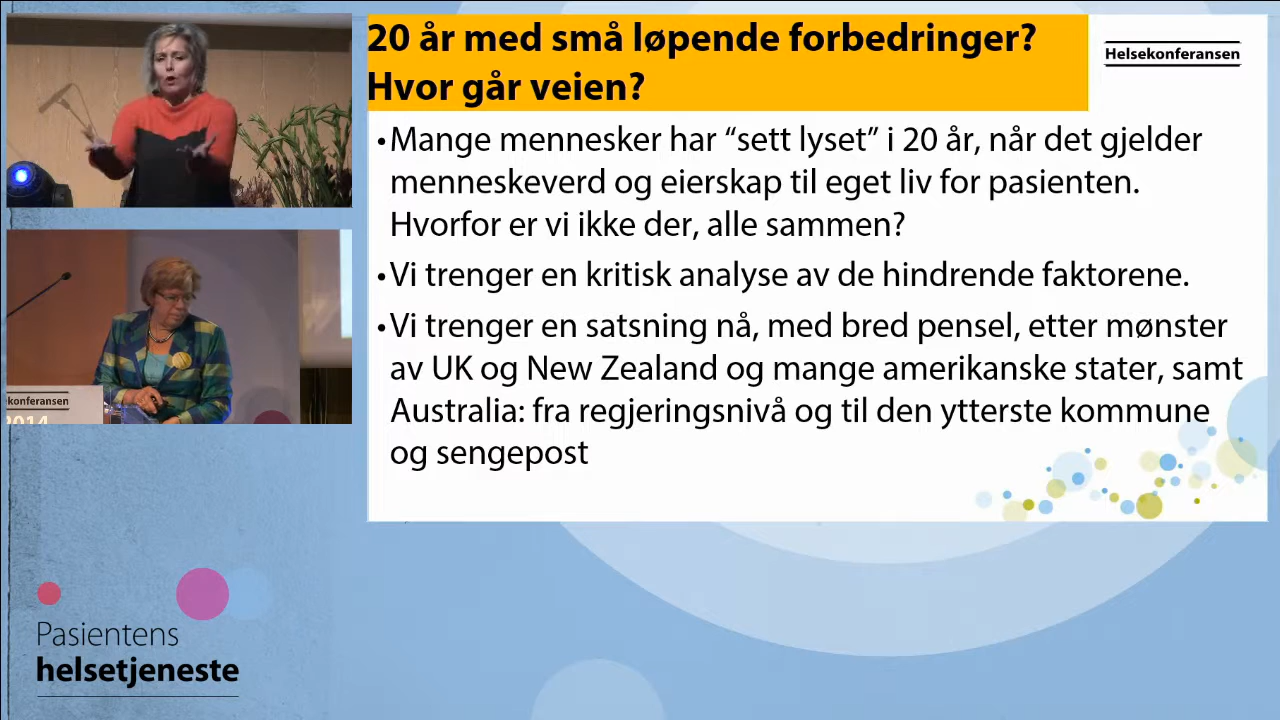 20 år med små løpende forbedringer?
Hvor går veien?
Helsekonferansen
•Mange mennesker har “sett lyset” i 20 år, når det gjelder
menneskeverd og eierskap til eget liv for pasienten.
Hvorfor er vi ikke der, alle sammen?
•Vi trenger en kritisk analyse av de hindrende faktorene.
•Vi trenger en satsning nå, med bred pensel, etter mønster
av UK og New Zealand og mange amerikanske stater, samt
Australia: fra regjeringsnivå og til den ytterste kommune
og sengepost
konferansen
2014
Pasientens
helsetjeneste